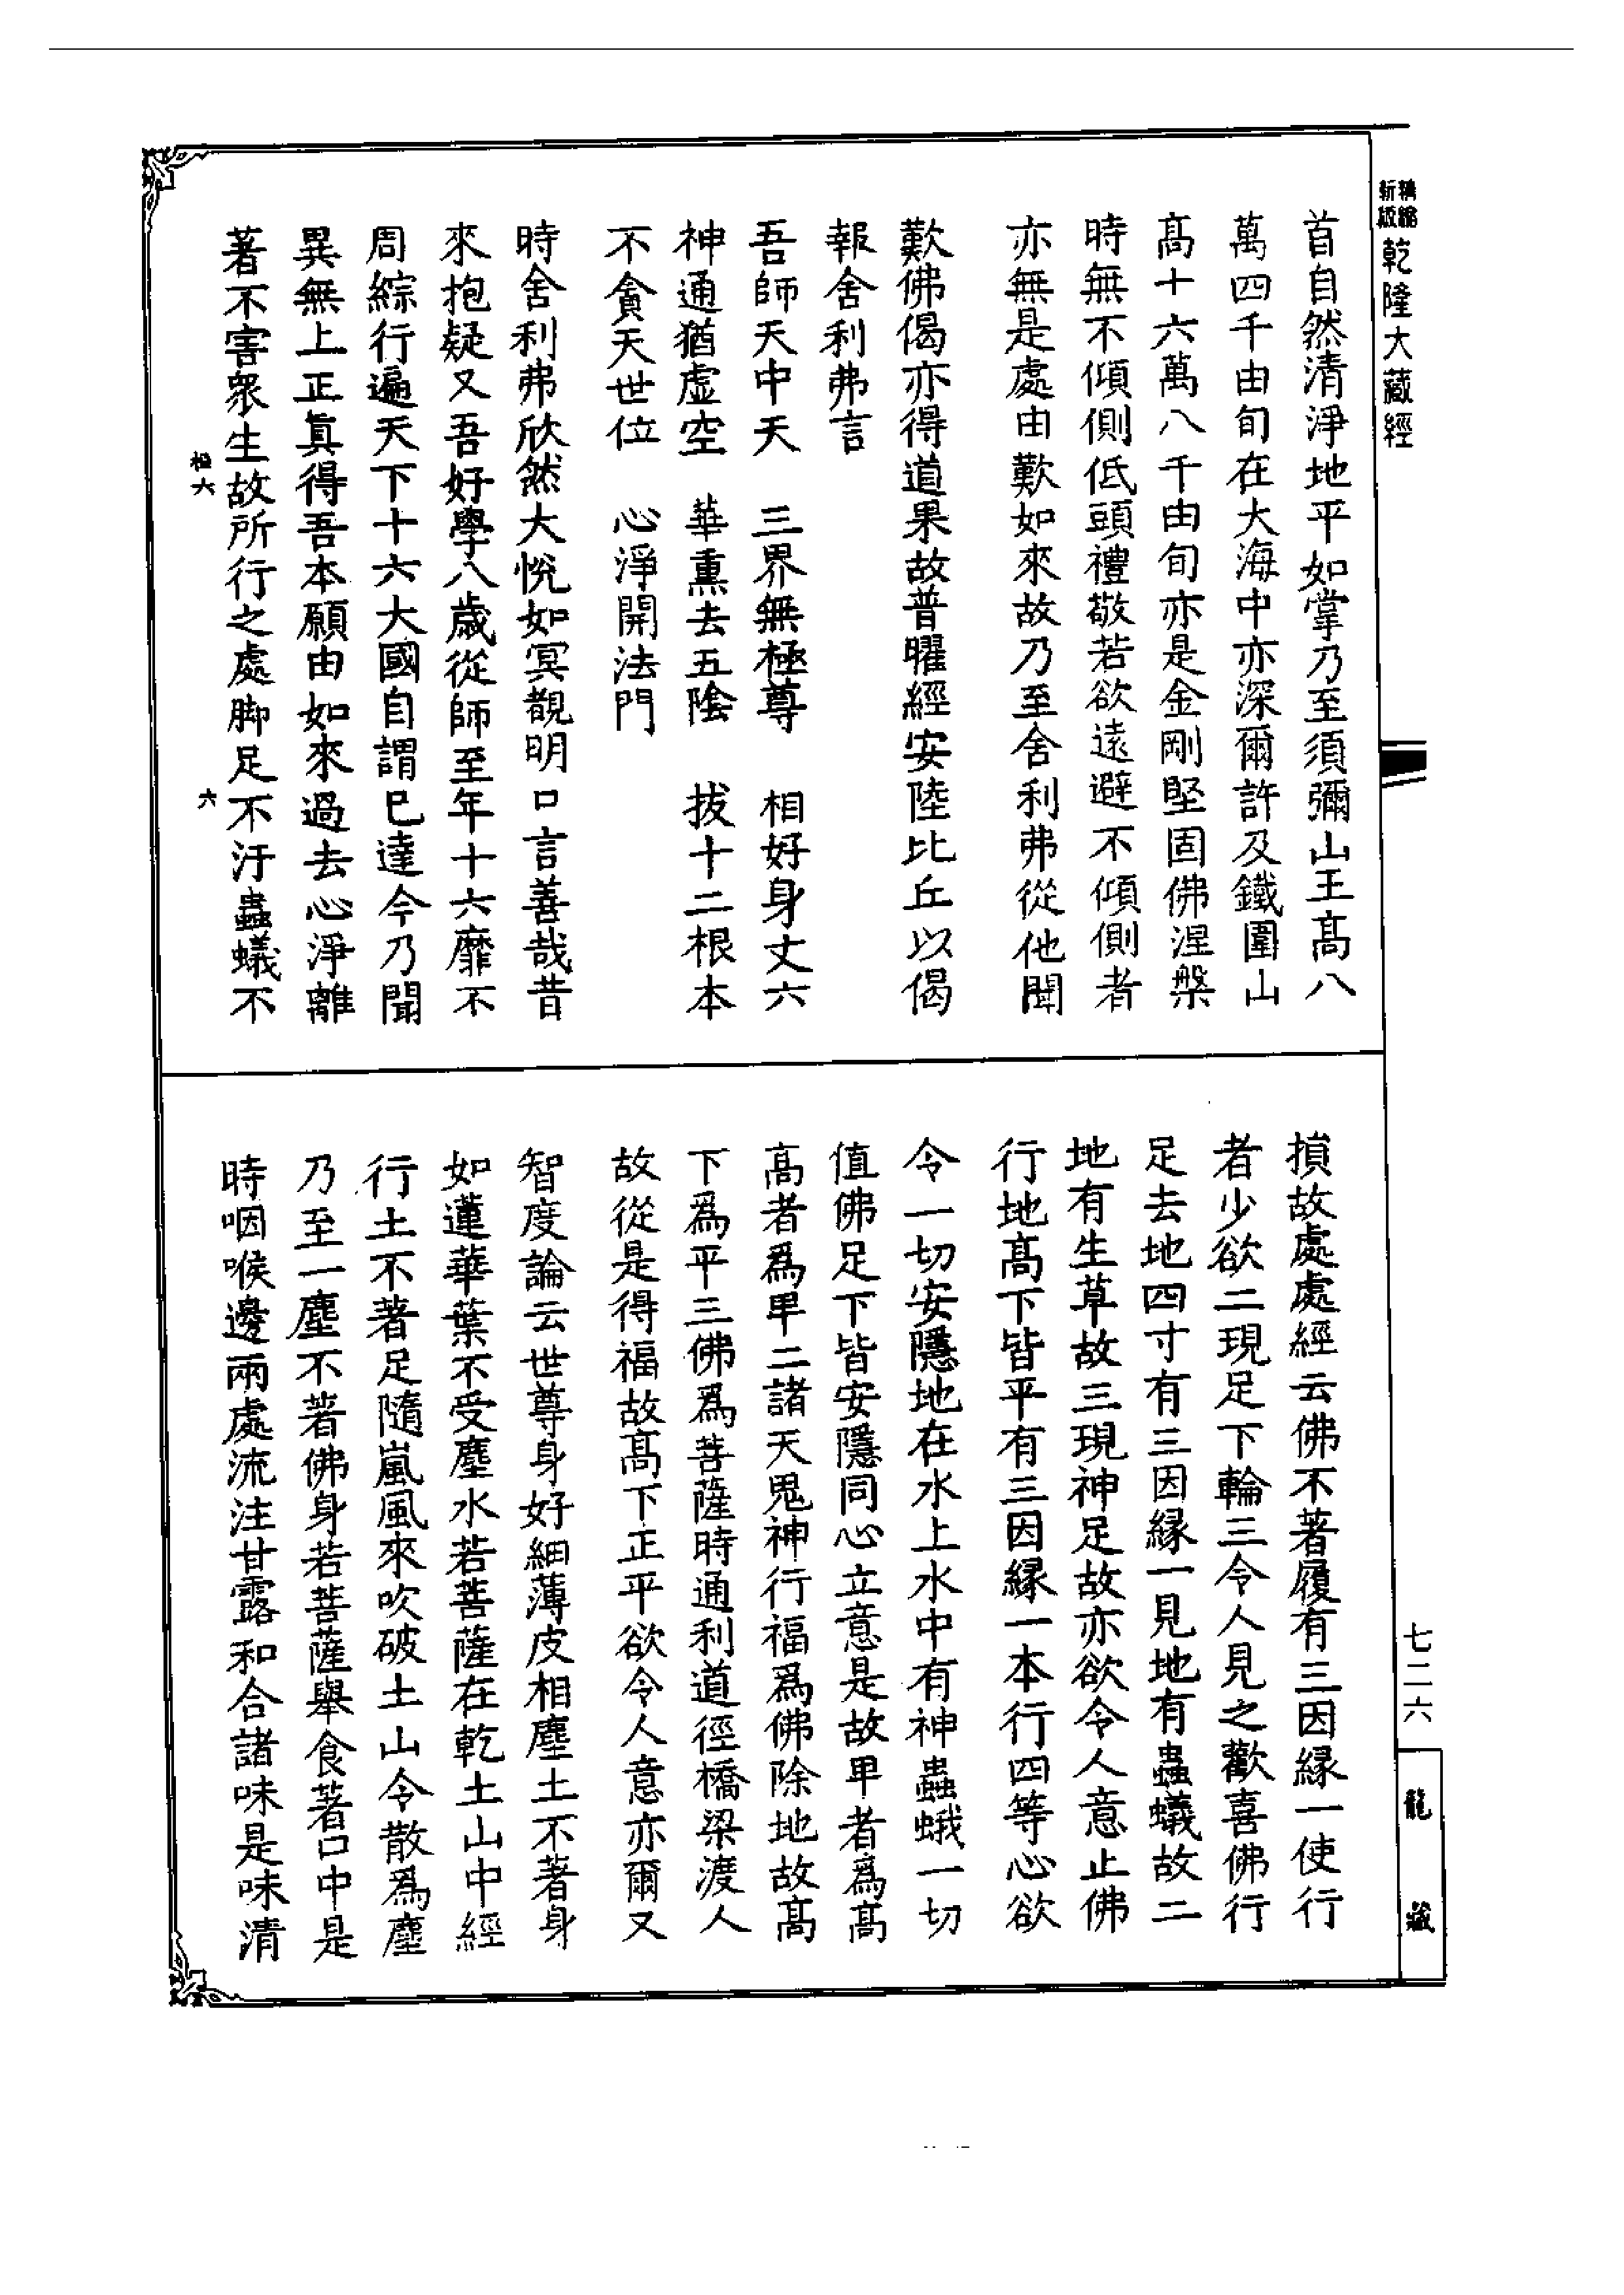 精縮新版乾隆大藏經
首自然清淨地平如掌乃至須彌山王髙八
萬四千由旬在大海中亦深爾許及鐵圍山
髙十六萬八千由旬亦是金剛堅固佛涅槃
時無不傾側低頭禮敬若欲遠避不傾側者
亦無是處由歎如來故乃至舍利弗從他聞
歎佛偈亦得道果故普曜經安陸比丘以偈
報舍利弗言
吾師天中天 三界無極尊 相好身丈六
神通猶虛空 華熏去五陰 拔十二根本
不貪天世位 心淨開法門
時舍利弗欣然大悅如冥覩明口言善哉昔
來抱疑又吾好學八歲從師至年十六靡不
周綜行遍天下十六大國自謂巳達今乃聞
異無上正真得吾本願由如來過去心淨離
著不害衆生故所行之處脚足不汙蟲蟻不
六
損故處處經云佛不著履有三因緣一使行
者少欲二現足下輪三令人見之歡喜佛行
足去地四寸有三因緣一見地有蟲蟻故二
地有生草故三現神足故亦欲令人意止佛
行地髙下皆平有三因緣一本行四等心欲
令一切安隱地在水上水中有神蟲蛾一切
值佛足下皆安隱同心立意是故卑者爲髙
髙者爲卑二諸天鬼神行福爲佛除地故髙
下爲平三佛爲菩薩時通利道徑橋梁渡人
故從是得福故髙下正平欲令人意亦爾又
智度論云世尊身好細薄皮相塵土不著身
如蓮華葉不受塵水若菩薩在乾土山中經
行土不著足隨嵐風來吹破土山令散爲塵
乃至一塵不著佛身若菩薩舉食著口中是
時咽喉邊兩處流注甘露和合諸味是味清
七二六
龍藏